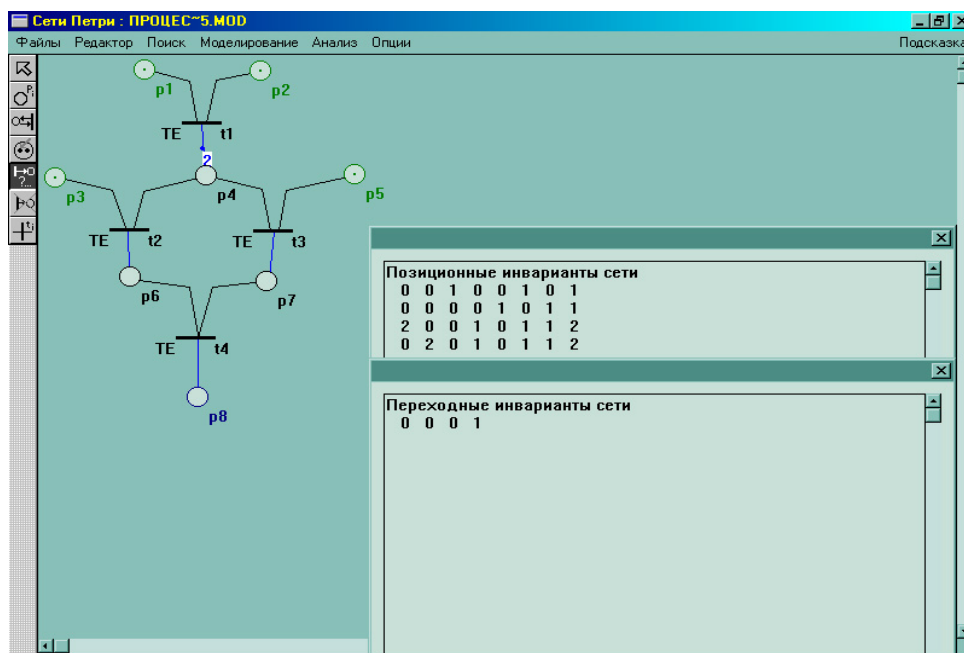 Сети Петри : ПРОЦЕС~5.MOD
Файлы Редактор Поиск Моделирование Анализ Опции Подсказка
p1 p2
TE t1
2
p3 p4 p5
TE t2 TE t3
p6 p7
TE t4
p8
Позиционные инварианты сети
0 0 1 0 0 1 0 1
0 0 0 0 1 0 1 1
2 0 0 1 0 1 1 2
0 2 0 1 0 1 1 2
Переходные инварианты сети
0 0 0 1